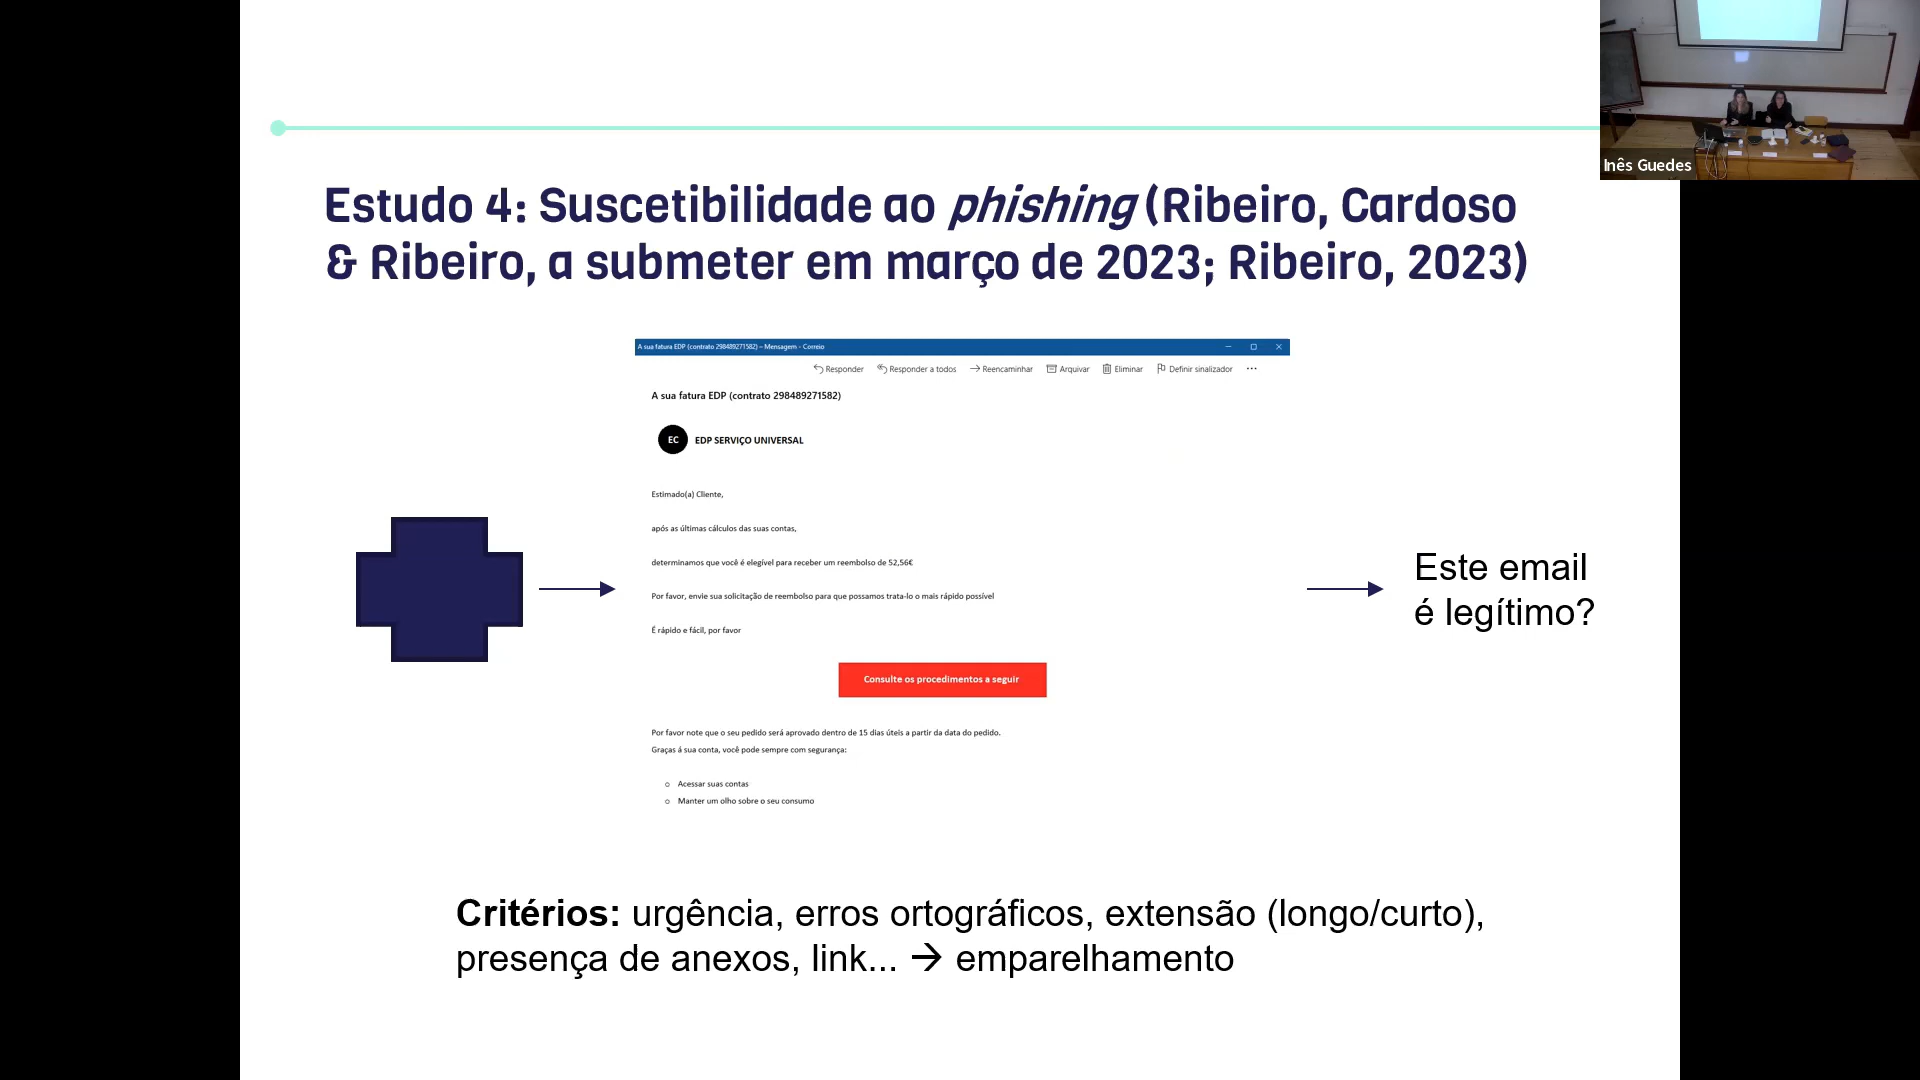 Inês Guedes
Estudo 4: Suscetibilidade ao phishing (Ribeiro, Cardoso
& Ribeiro, a submeter em março de 2023; Ribeiro, 2023)
A sua fatura EDP (contrato 298489271582) – Mensagem - Correio
Responder Responder a todos Reencaminhar Arquivar Eliminar Definir sinalizador ...
A sua fatura EDP (contrato 298489271582)
EC EDP SERVIÇO UNIVERSAL
Estimado(a) Cliente,
após as últimas cálculos das suas contas,
determinamos que você é elegível para receber um reembolso de 52,56€
Por favor, envie sua solicitação de reembolso para que possamos trata-lo o mais rápido possível
É rápido e fácil, por favor
Consulte os procedimentos a seguir
Por favor note que o seu pedido será aprovado dentro de 15 dias úteis a partir da data do pedido.
Graças á sua conta, você pode sempre com segurança:
o Acessar suas contas
o Manter um olho sobre o seu consumo
Este email
é legítimo?
Critérios: urgência, erros ortográficos, extensão (longo/curto),
presença de anexos, link... → emparelhamento